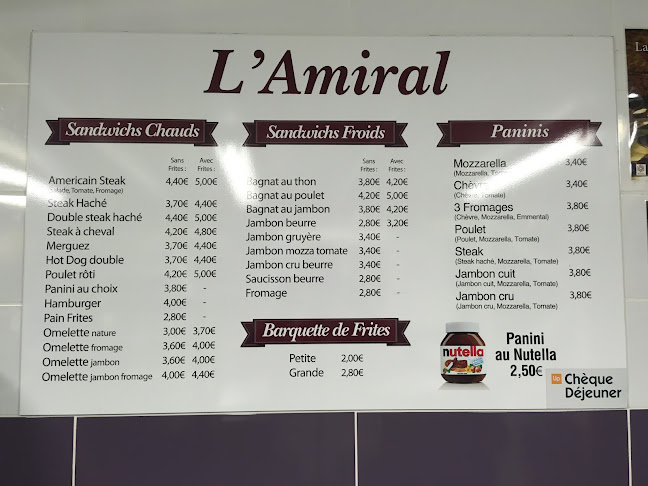 L'Amiral
Sandwichs Chauds
Sans Frites : Avec Frites :
Americain Steak 4,40€ 5,00€
(Salade, Tomate, Fromage)
Steak Haché 3,70€ 4,40€
Double steak haché 4,40€ 5,00€
Steak à cheval 4,20€ 4,80€
Merguez 3,70€ 4,40€
Hot Dog double 3,70€ 4,40€
Poulet rôti 4,20€ 5,00€
Panini au choix 3,80€ -
Hamburger 4,00€ -
Pain Frites 2,80€ -
Omelette nature 3,00€ 3,70€
Omelette fromage 3,60€ 4,00€
Omelette jambon 3,60€ 4,00€
Omelette jambon fromage 4,00€ 4,40€
Sandwichs Froids
Sans Frites : Avec Frites :
Bagnat au thon 3,80€ 4,20€
Bagnat au poulet 4,20€ 5,00€
Bagnat au jambon 3,80€ 4,20€
Jambon beurre 2,80€ 3,20€
Jambon gruyère 3,40€ -
Jambon mozza tomate 3,40€ -
Jambon cru beurre 3,40€ -
Saucisson beurre 2,80€ -
Fromage 2,80€ -
Barquette de Frites
Petite 2,00€
Grande 2,80€
Paninis
Mozzarella 3,40€
(Mozzarella, Tomate)
Chèvre 3,40€
(Chèvre, Tomate)
3 Fromages 3,80€
(Chèvre, Mozzarella, Emmental)
Poulet 3,80€
(Poulet, Mozzarella, Tomate)
Steak 3,80€
(Steak haché, Mozzarella, Tomate)
Jambon cuit 3,80€
(Jambon cuit, Mozzarella, Tomate)
Jambon cru 3,80€
(Jambon cru, Mozzarella, Tomate)
nutella
Panini
au Nutella
2,50€
Up Chèque
Déjeuner
La